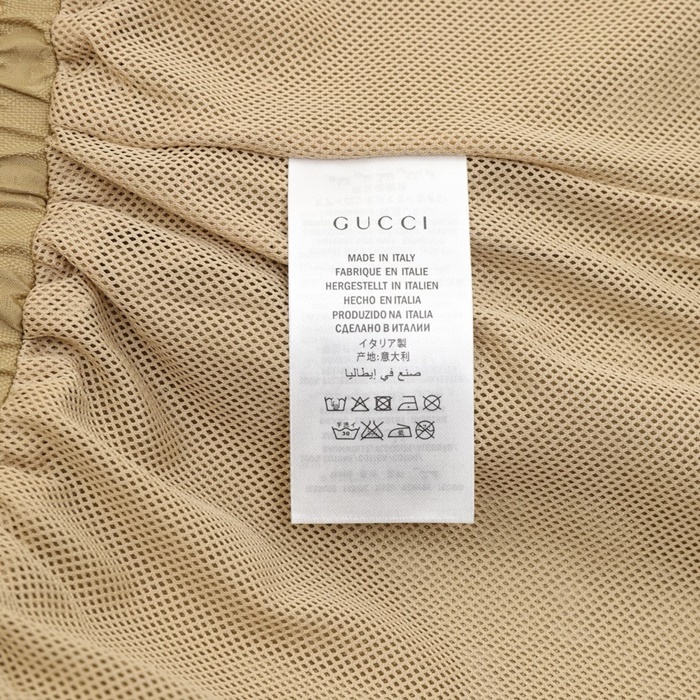 GUCCI
MADE IN ITALY
FABRIQUE EN ITALIE
HERGESTELLT IN ITALIEN
HECHO EN ITALIA
PRODUZIDO NA ITALIA
СДЕЛАНО В ИТАЛИИ
イタリア製
产地:意大利
صنع في إيطاليا